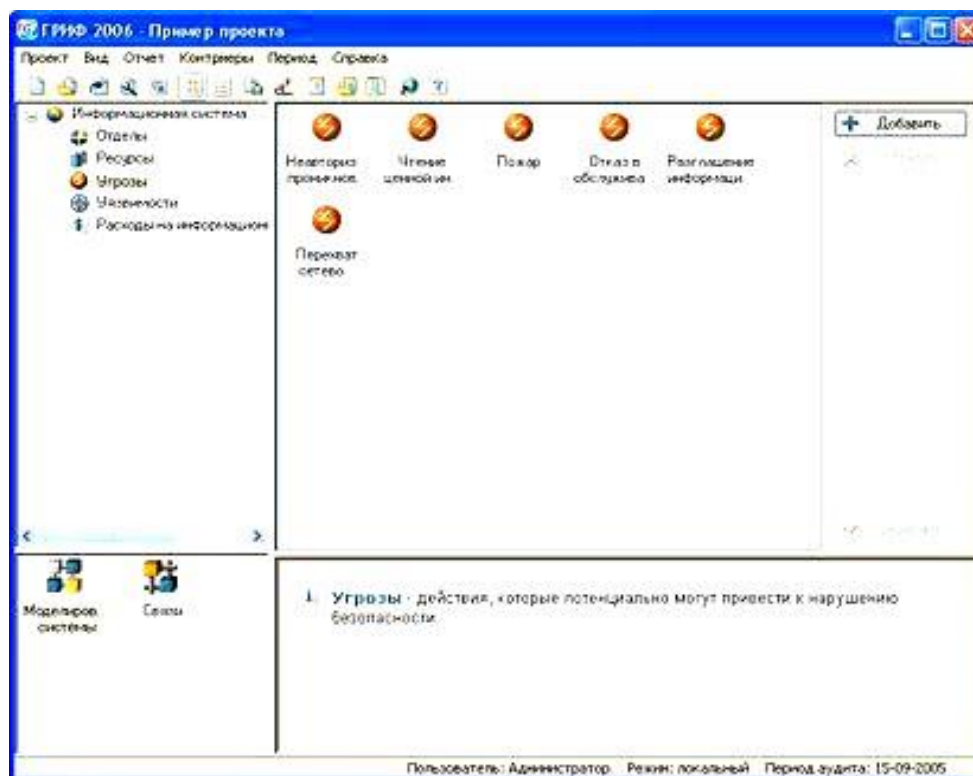 ГРИФ 2006 - Пример проекта
Проект Вид Отчет Контрмеры Период Справка
Информационная система
Отделы
Ресурсы
Угрозы
Уязвимости
Расходы на информацион
Неавториз
проникнов.
Чтение
ценной ин
Пожар
Отказ в
обслужива
Разглашение
информаци.
Перехват
сетево.
Добавить
Моделиров.
системы
Связи
Угрозы - действия, которые потенциально могут привести к нарушению
безопасности
Пользователь: Администратор Режим: локальный Период аудита: 15-09-2005